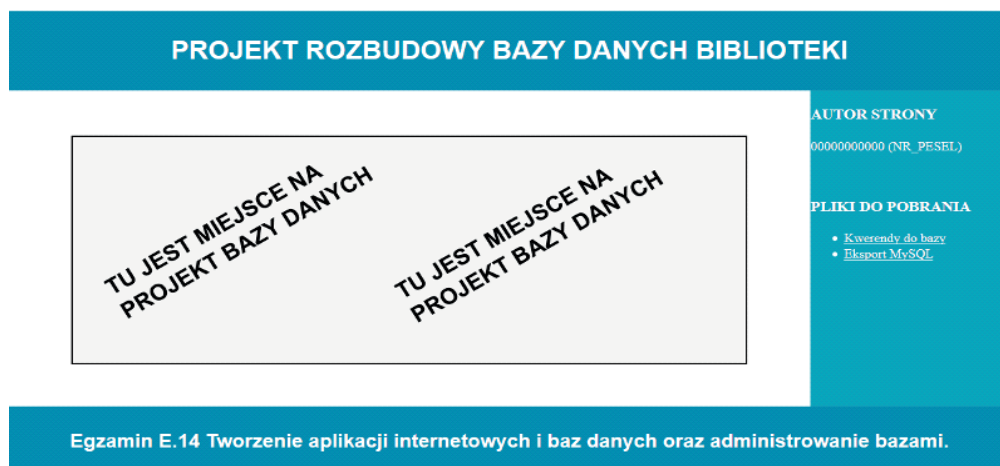 PROJEKT ROZBUDOWY BAZY DANYCH BIBLIOTEKI
TU JEST MIEJSCE NA
PROJEKT BAZY DANYCH
TU JEST MIEJSCE NA
PROJEKT BAZY DANYCH
AUTOR STRONY
00000000000 (NR_PESEL)
PLIKI DO POBRANIA
Kwerendy do bazy
Eksport MySQL
Egzamin E.14 Tworzenie aplikacji internetowych i baz danych oraz administrowanie bazami.